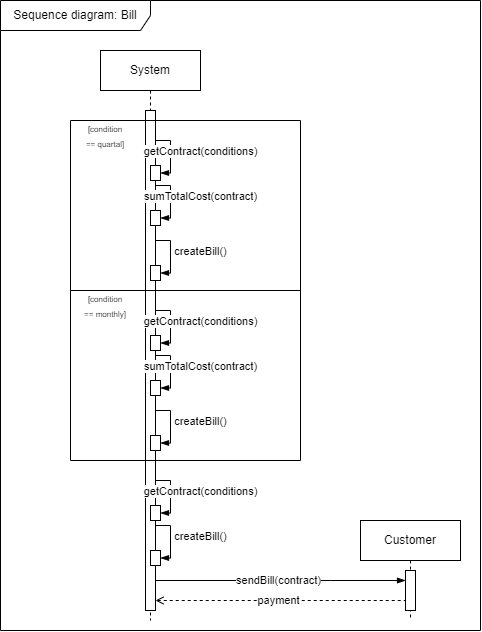 Sequence diagram: Bill
System
[condition
== quartal]
getContract(conditions)
sumTotalCost(contract)
createBill()
[condition
== monthly]
getContract(conditions)
sumTotalCost(contract)
createBill()
getContract(conditions)
createBill()
Customer
sendBill(contract)
payment